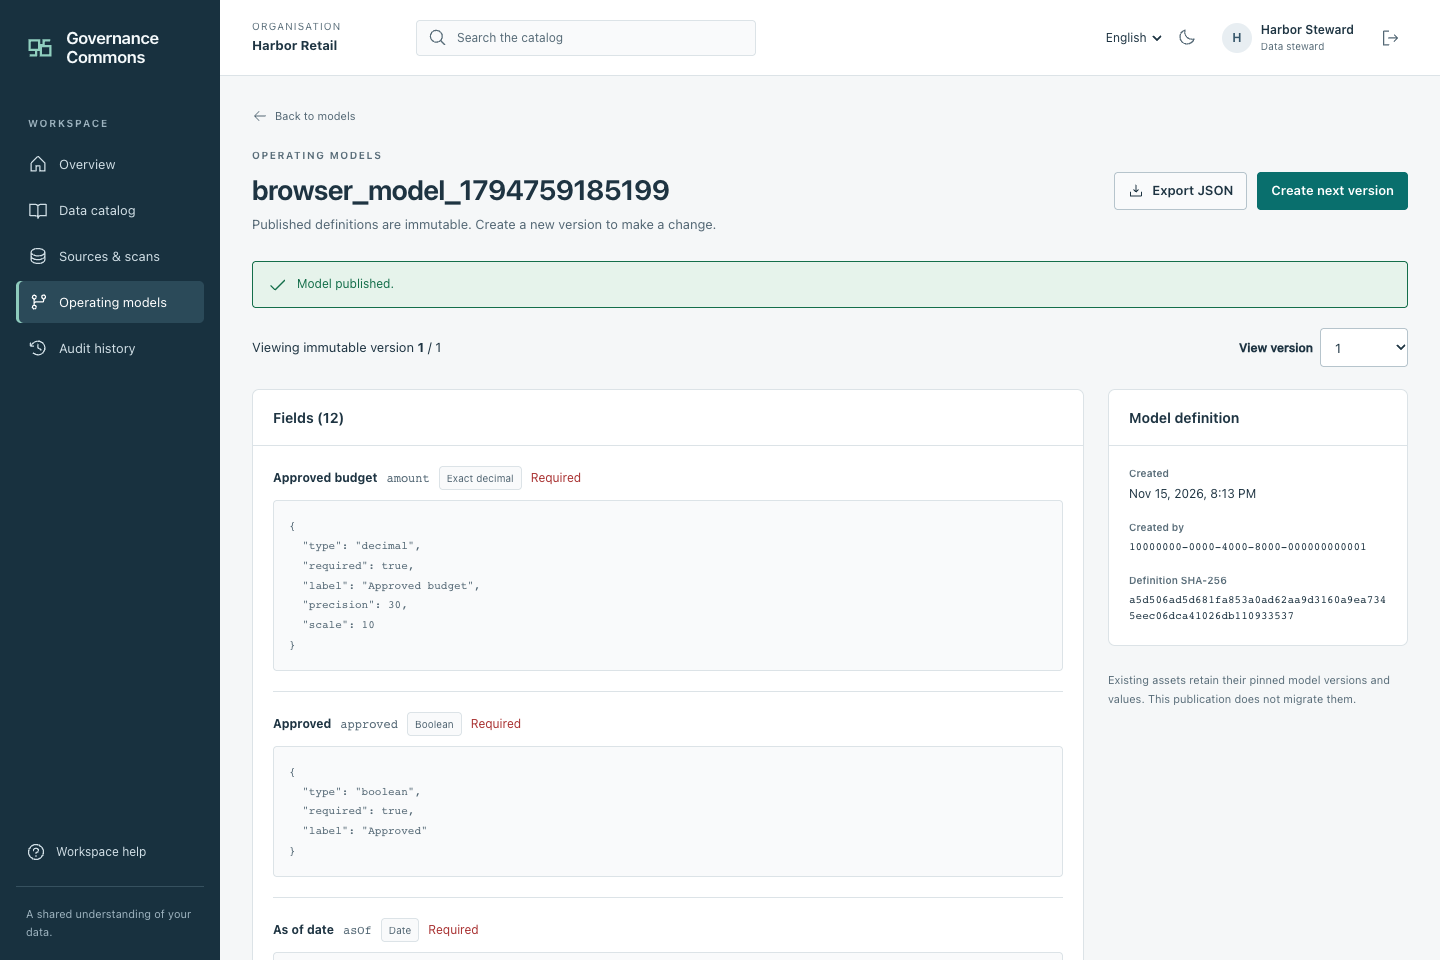 Governance
Commons
WORKSPACE
Overview
Data catalog
Sources & scans
Operating models
Audit history
Workspace help
A shared understanding of your
data.
ORGANISATION
Harbor Retail
Search the catalog
English
H
Harbor Steward
Data steward
Back to models
OPERATING MODELS
browser_model_1794759185199
Published definitions are immutable. Create a new version to make a change.
Export JSON
Create next version
Model published.
Viewing immutable version 1 / 1
View version
1
Fields (12)
Approved budget amount Exact decimal Required
{
"type": "decimal",
"required": true,
"label": "Approved budget",
"precision": 30,
"scale": 10
}
Approved approved Boolean Required
{
"type": "boolean",
"required": true,
"label": "Approved"
}
As of date asOf Date Required
Model definition
Created
Nov 15, 2026, 8:13 PM
Created by
10000000-0000-4000-8000-000000000001
Definition SHA-256
a5d506ad5d681fa853a0ad62aa9d3160a9ea734
5eec06dca41026db110933537
Existing assets retain their pinned model versions and
values. This publication does not migrate them.